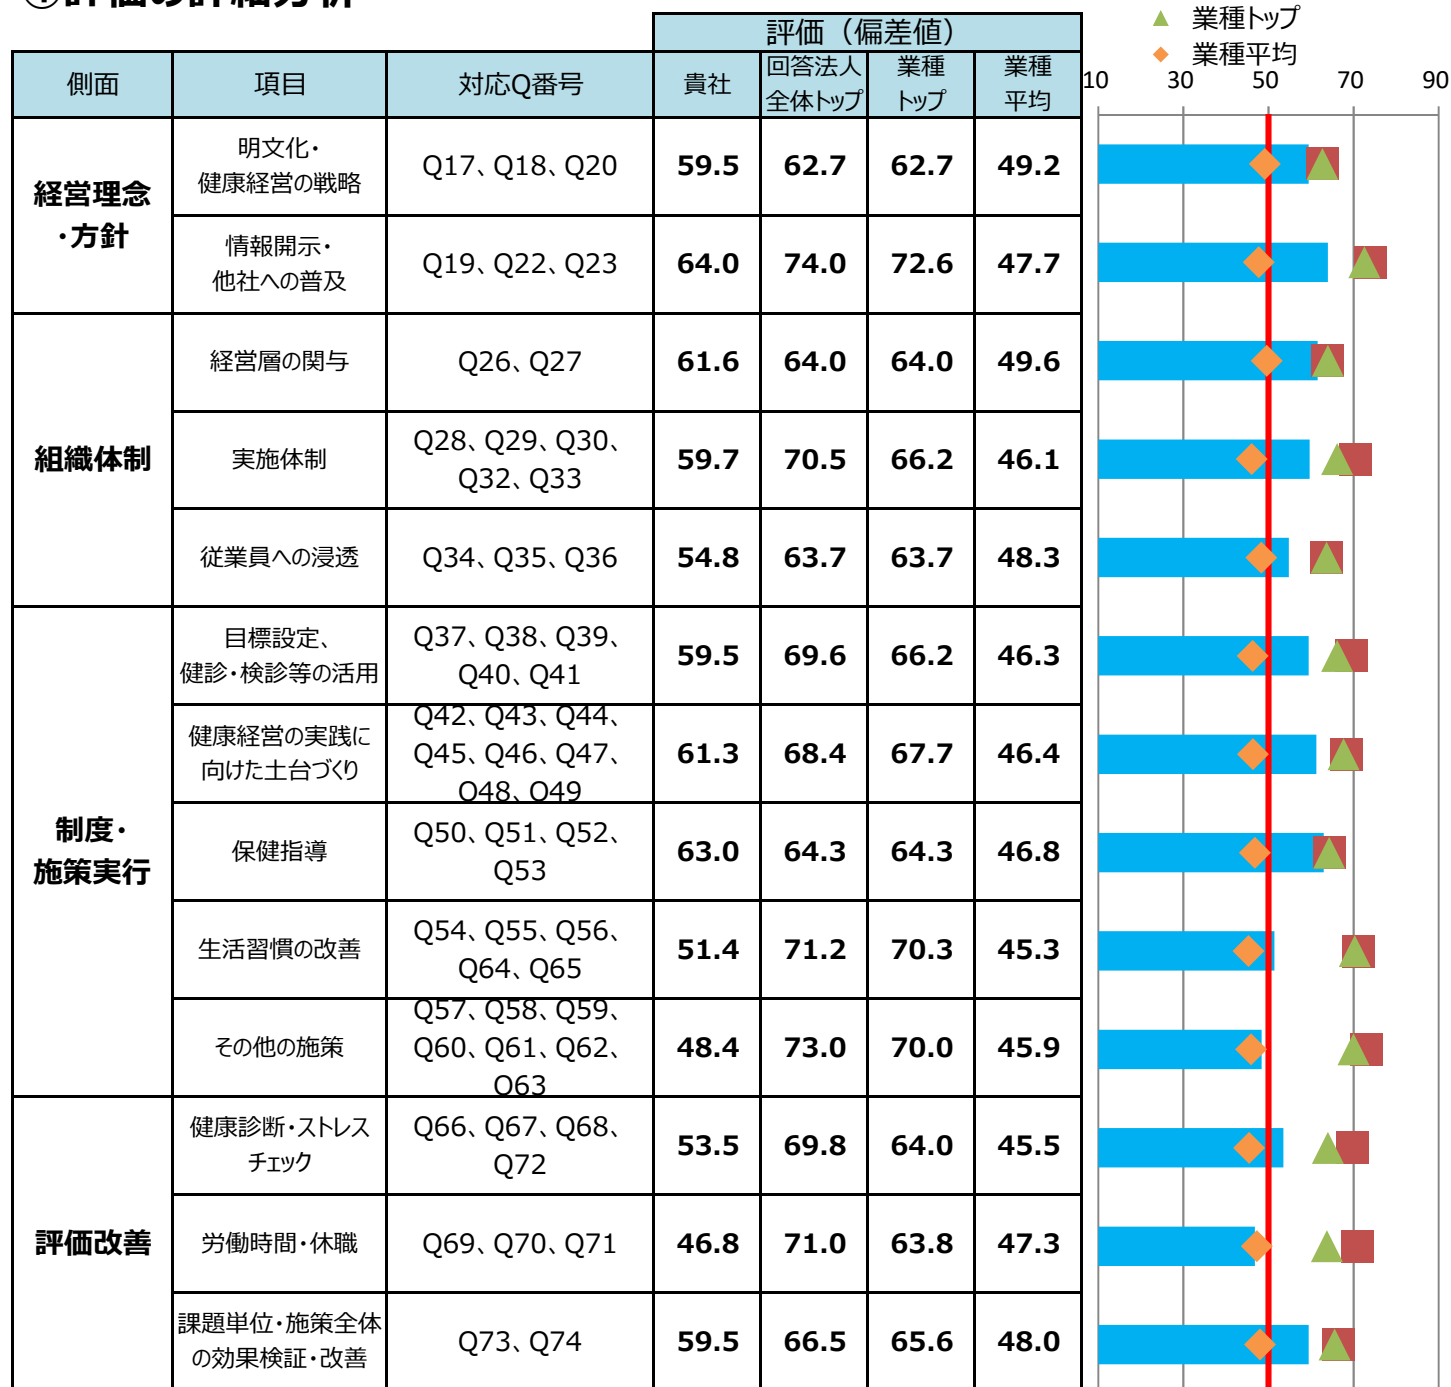 ①評価の詳細分析
▲ 業種トップ
◆ 業種平均
評価（偏差値）
側面 項目 対応Q番号 貴社 回答法人 業種 業種
全体トップ トップ 平均
10 30 50 70 90
経営理念
・方針
明文化・
健康経営の戦略
Q17、Q18、Q20 59.5 62.7 62.7 49.2
情報開示・
他社への普及
Q19、Q22、Q23 64.0 74.0 72.6 47.7
組織体制
経営層の関与 Q26、Q27 61.6 64.0 64.0 49.6
実施体制
Q28、Q29、Q30、
Q32、Q33
59.7 70.5 66.2 46.1
従業員への浸透 Q34、Q35、Q36 54.8 63.7 63.7 48.3
制度・
施策実行
目標設定、
健診・検診等の活用
Q37、Q38、Q39、
Q40、Q41
59.5 69.6 66.2 46.3
健康経営の実践に
向けた土台づくり
Q42、Q43、Q44、
Q45、Q46、Q47、
Q48、Q49
61.3 68.4 67.7 46.4
保健指導
Q50、Q51、Q52、
Q53
63.0 64.3 64.3 46.8
生活習慣の改善
Q54、Q55、Q56、
Q64、Q65
51.4 71.2 70.3 45.3
その他の施策
Q57、Q58、Q59、
Q60、Q61、Q62、
Q63
48.4 73.0 70.0 45.9
評価改善
健康診断・ストレス
チェック
Q66、Q67、Q68、
Q72
53.5 69.8 64.0 45.5
労働時間・休職 Q69、Q70、Q71 46.8 71.0 63.8 47.3
課題単位・施策全体
の効果検証・改善
Q73、Q74 59.5 66.5 65.6 48.0